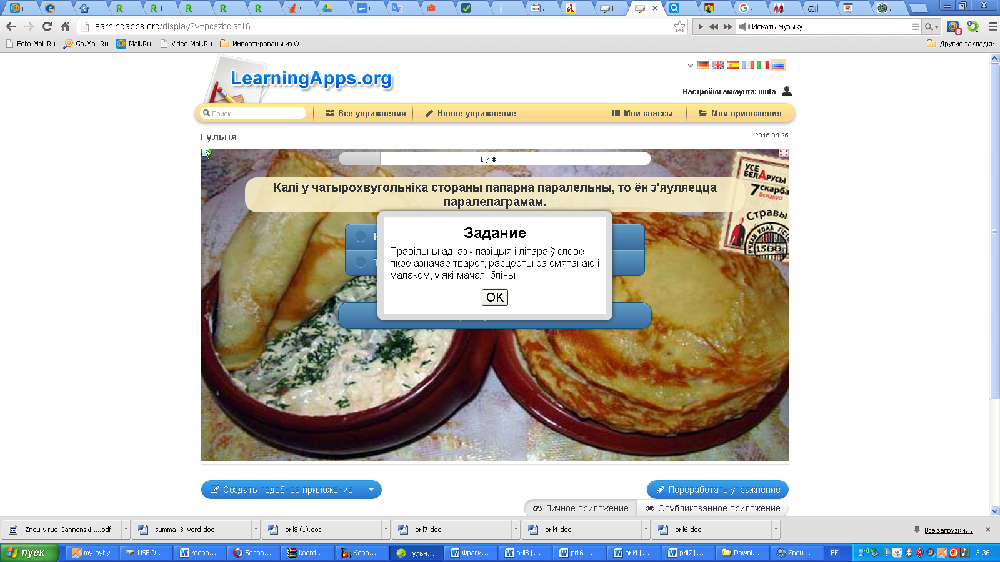 learningapps.org/display?v=pcszbciat16
Искать музыку
Foto.Mail.Ru
Go.Mail.Ru
Mail.Ru
Video.Mail.Ru
Импортированы из О...
Другие закладки
LearningApps.org
Настройки аккаунта: niuta
Поиск
Все упражнения
Новое упражнение
Мои классы
Мои приложения
Гульня
2016-04-25
1 / 8
Калі ў чатырохвугольніка стораны папарна паралельны, то ён з'яўляецца
паралелаграмам.
УСЕ
БЕЛАРУСЫ
7 скарбаў
Беларусі
Стравы
1588
Задание
Правільны адказ - пазіцыя і літара ў слове,
якое азначае тварог, расцёрты са смятанаю і
малаком, у які мачалі бліны
OK
Создать подобное приложение
Переработать упражнение
Личное приложение
Опубликованное приложение
Znou-virue-Gannenski-....pdf
summa_3_vord.doc
pril8 (1).doc
pril7.doc
pril4.doc
pril6.doc
Все загрузки...
пуск
my-byfly
USB D...
rodno...
Белар...
koord...
Коор...
Гульн...
Фрагм...
pril8 [...
pril6 [...
pril4 [...
pril7 [...
Downl...
Znou-...
BE
3:36